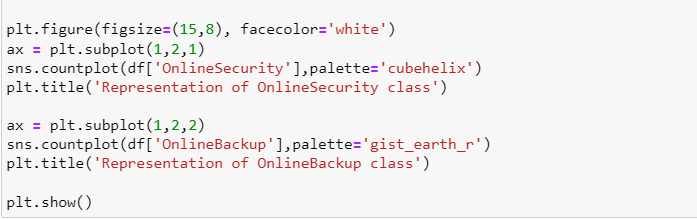 plt.figure(figsize=(15,8), facecolor='white')
ax = plt.subplot(1,2,1)
sns.countplot(df['OnlineSecurity'],palette='cubehelix')
plt.title('Representation of OnlineSecurity class')
ax = plt.subplot(1,2,2)
sns.countplot(df['OnlineBackup'],palette='gist_earth_r')
plt.title('Representation of OnlineBackup class')
plt.show()